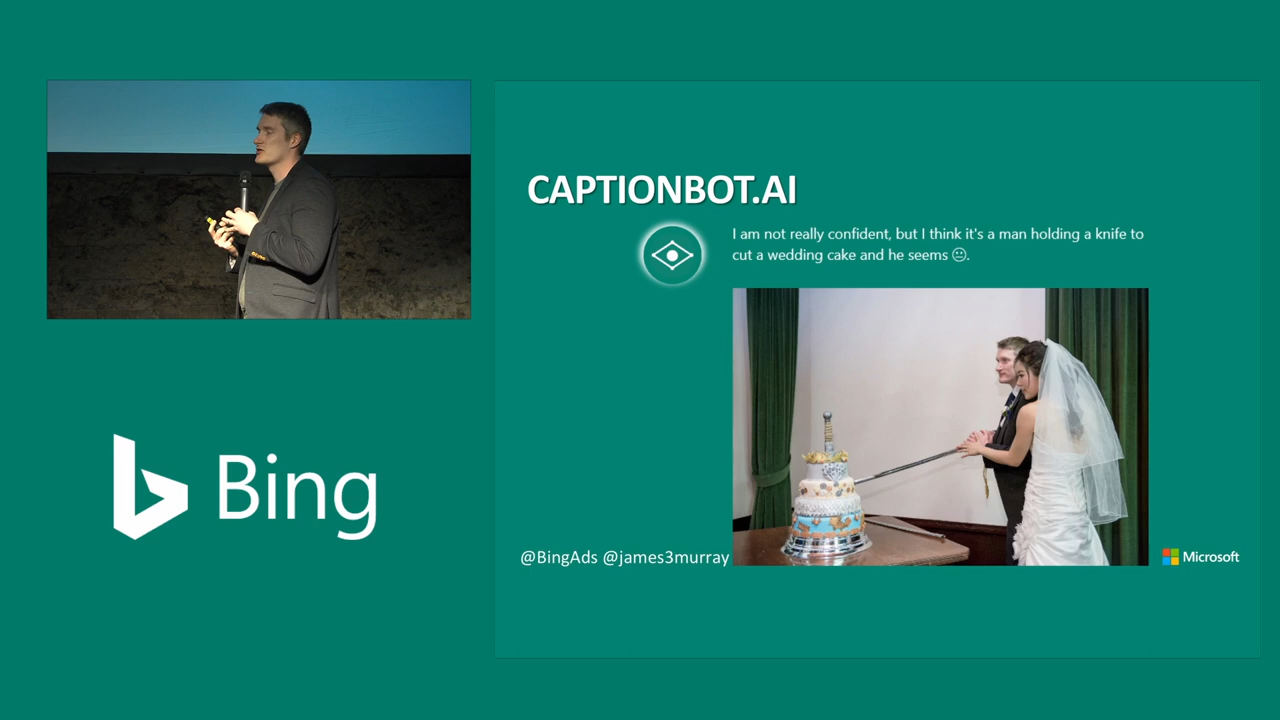 CAPTIONBOT.AI
I am not really confident, but I think it's a man holding a knife to
cut a wedding cake and he seems 😐.
Bing
@BingAds @james3murray
Microsoft